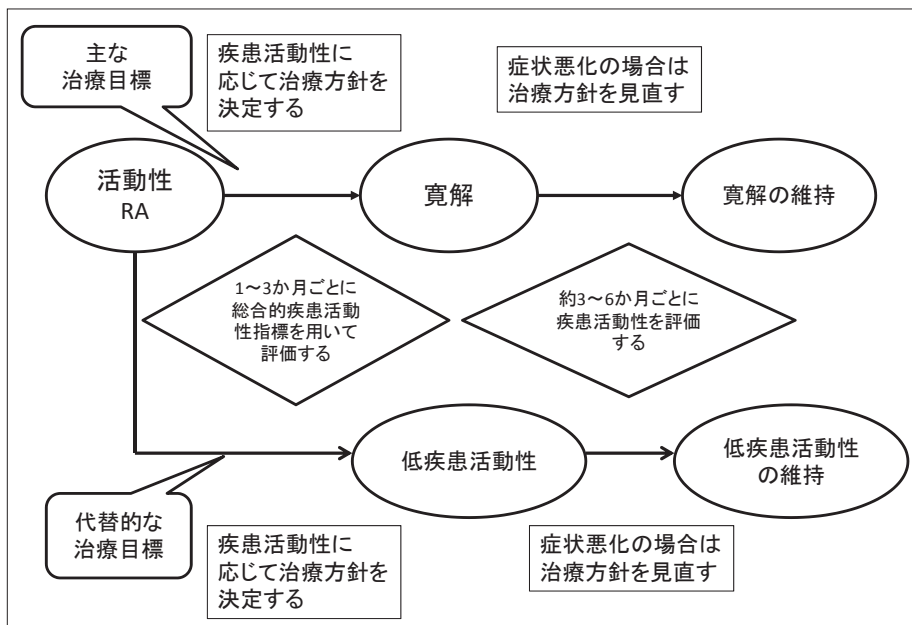 主な
治療目標
疾患活動性に
応じて治療方針を
決定する
症状悪化の場合は
治療方針を見直す
活動性
RA
寛解
寛解の維持
1～3か月ごとに
総合的疾患活動
性指標を用いて
評価する
約3～6か月ごとに
疾患活動性を評価
する
低疾患活動性
低疾患活動性
の維持
代替的な
治療目標
疾患活動性に
応じて治療方針を
決定する
症状悪化の場合は
治療方針を見直す